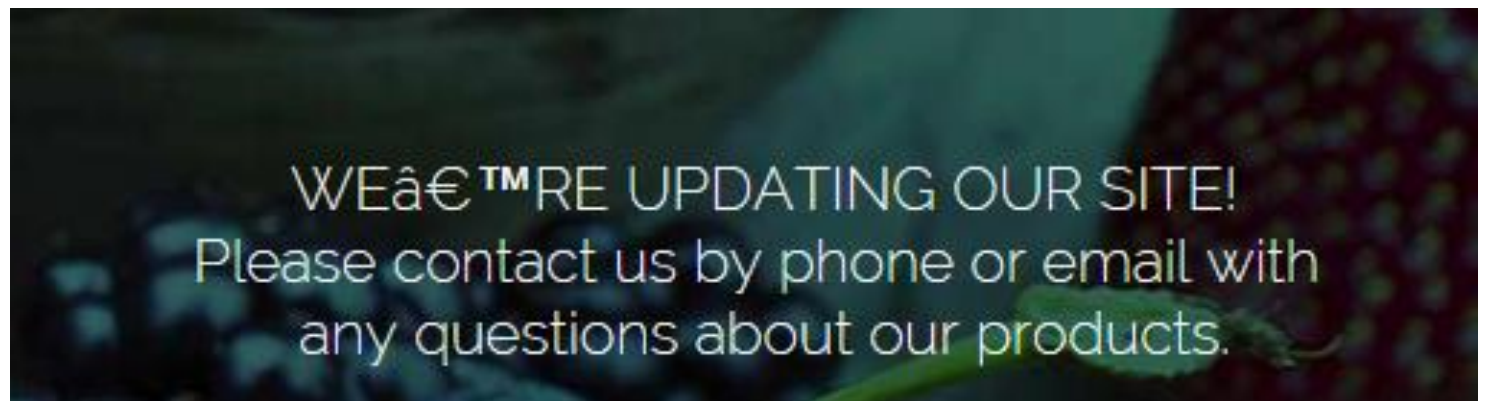 WEâ€™RE UPDATING OUR SITE!
Please contact us by phone or email with
any questions about our products.